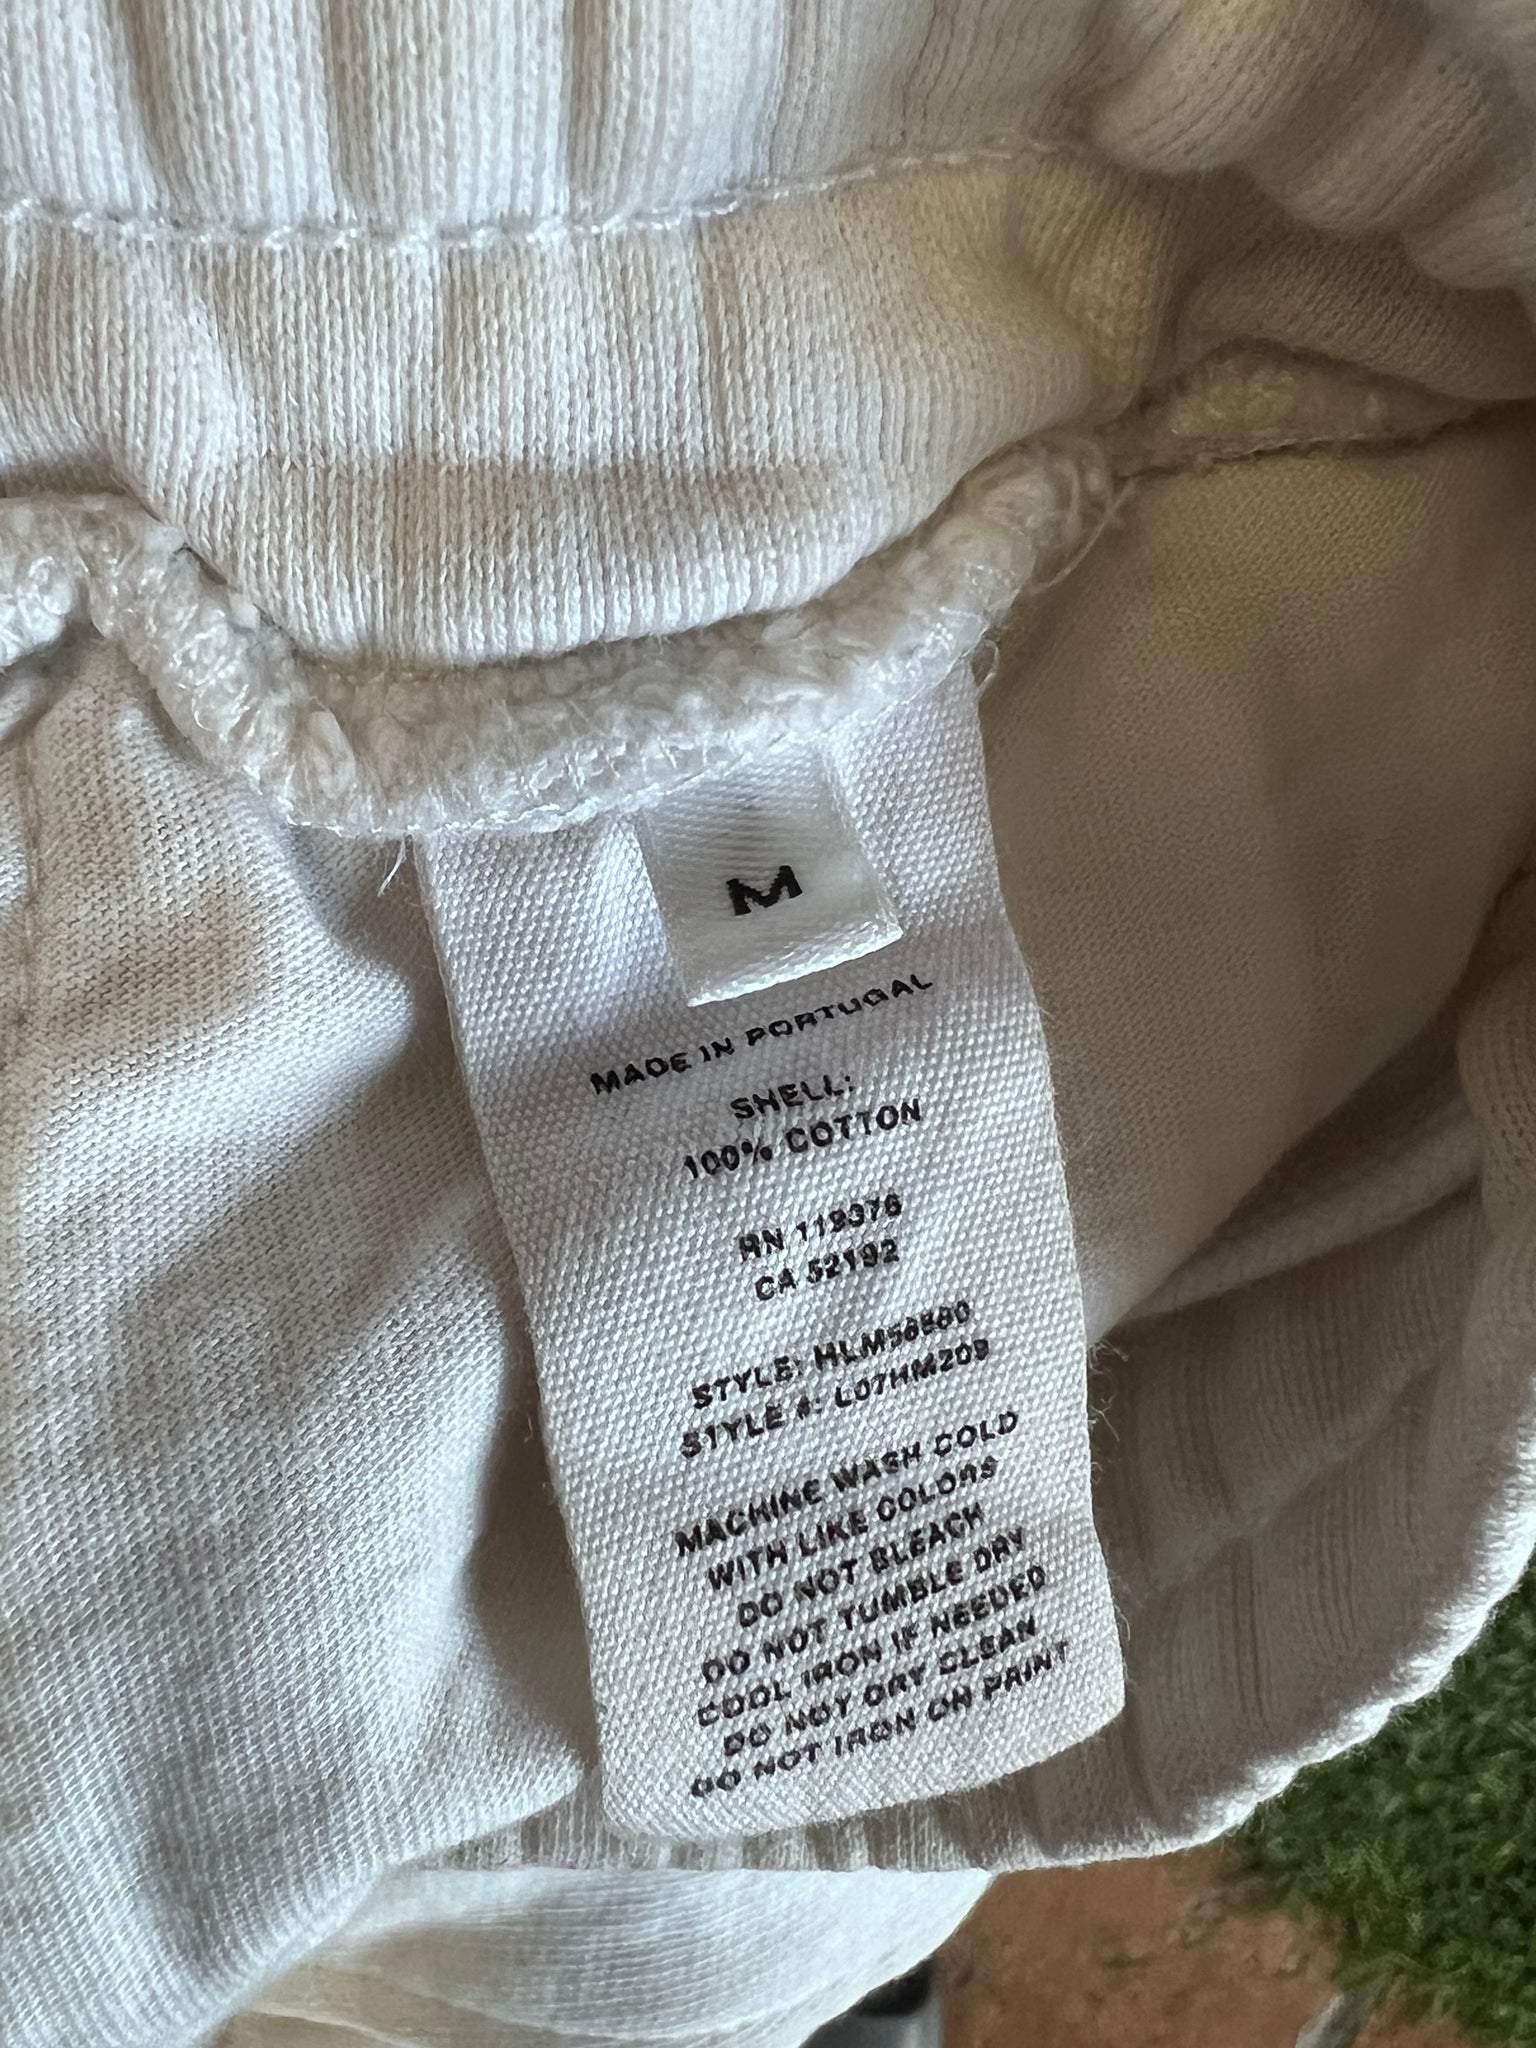 M
MADE IN PORTUGAL
SHELL:
100% COTTON
RN 119376
CA 52192
STYLE: HLM56E80
STYLE #: L07HM209
MACHINE WASH COLD
WITH LIKE COLORS
DO NOT BLEACH
DO NOT TUMBLE DRY
COOL IRON IF NEEDED
DO NOT DRY CLEAN
DO NOT IRON ON PRINT